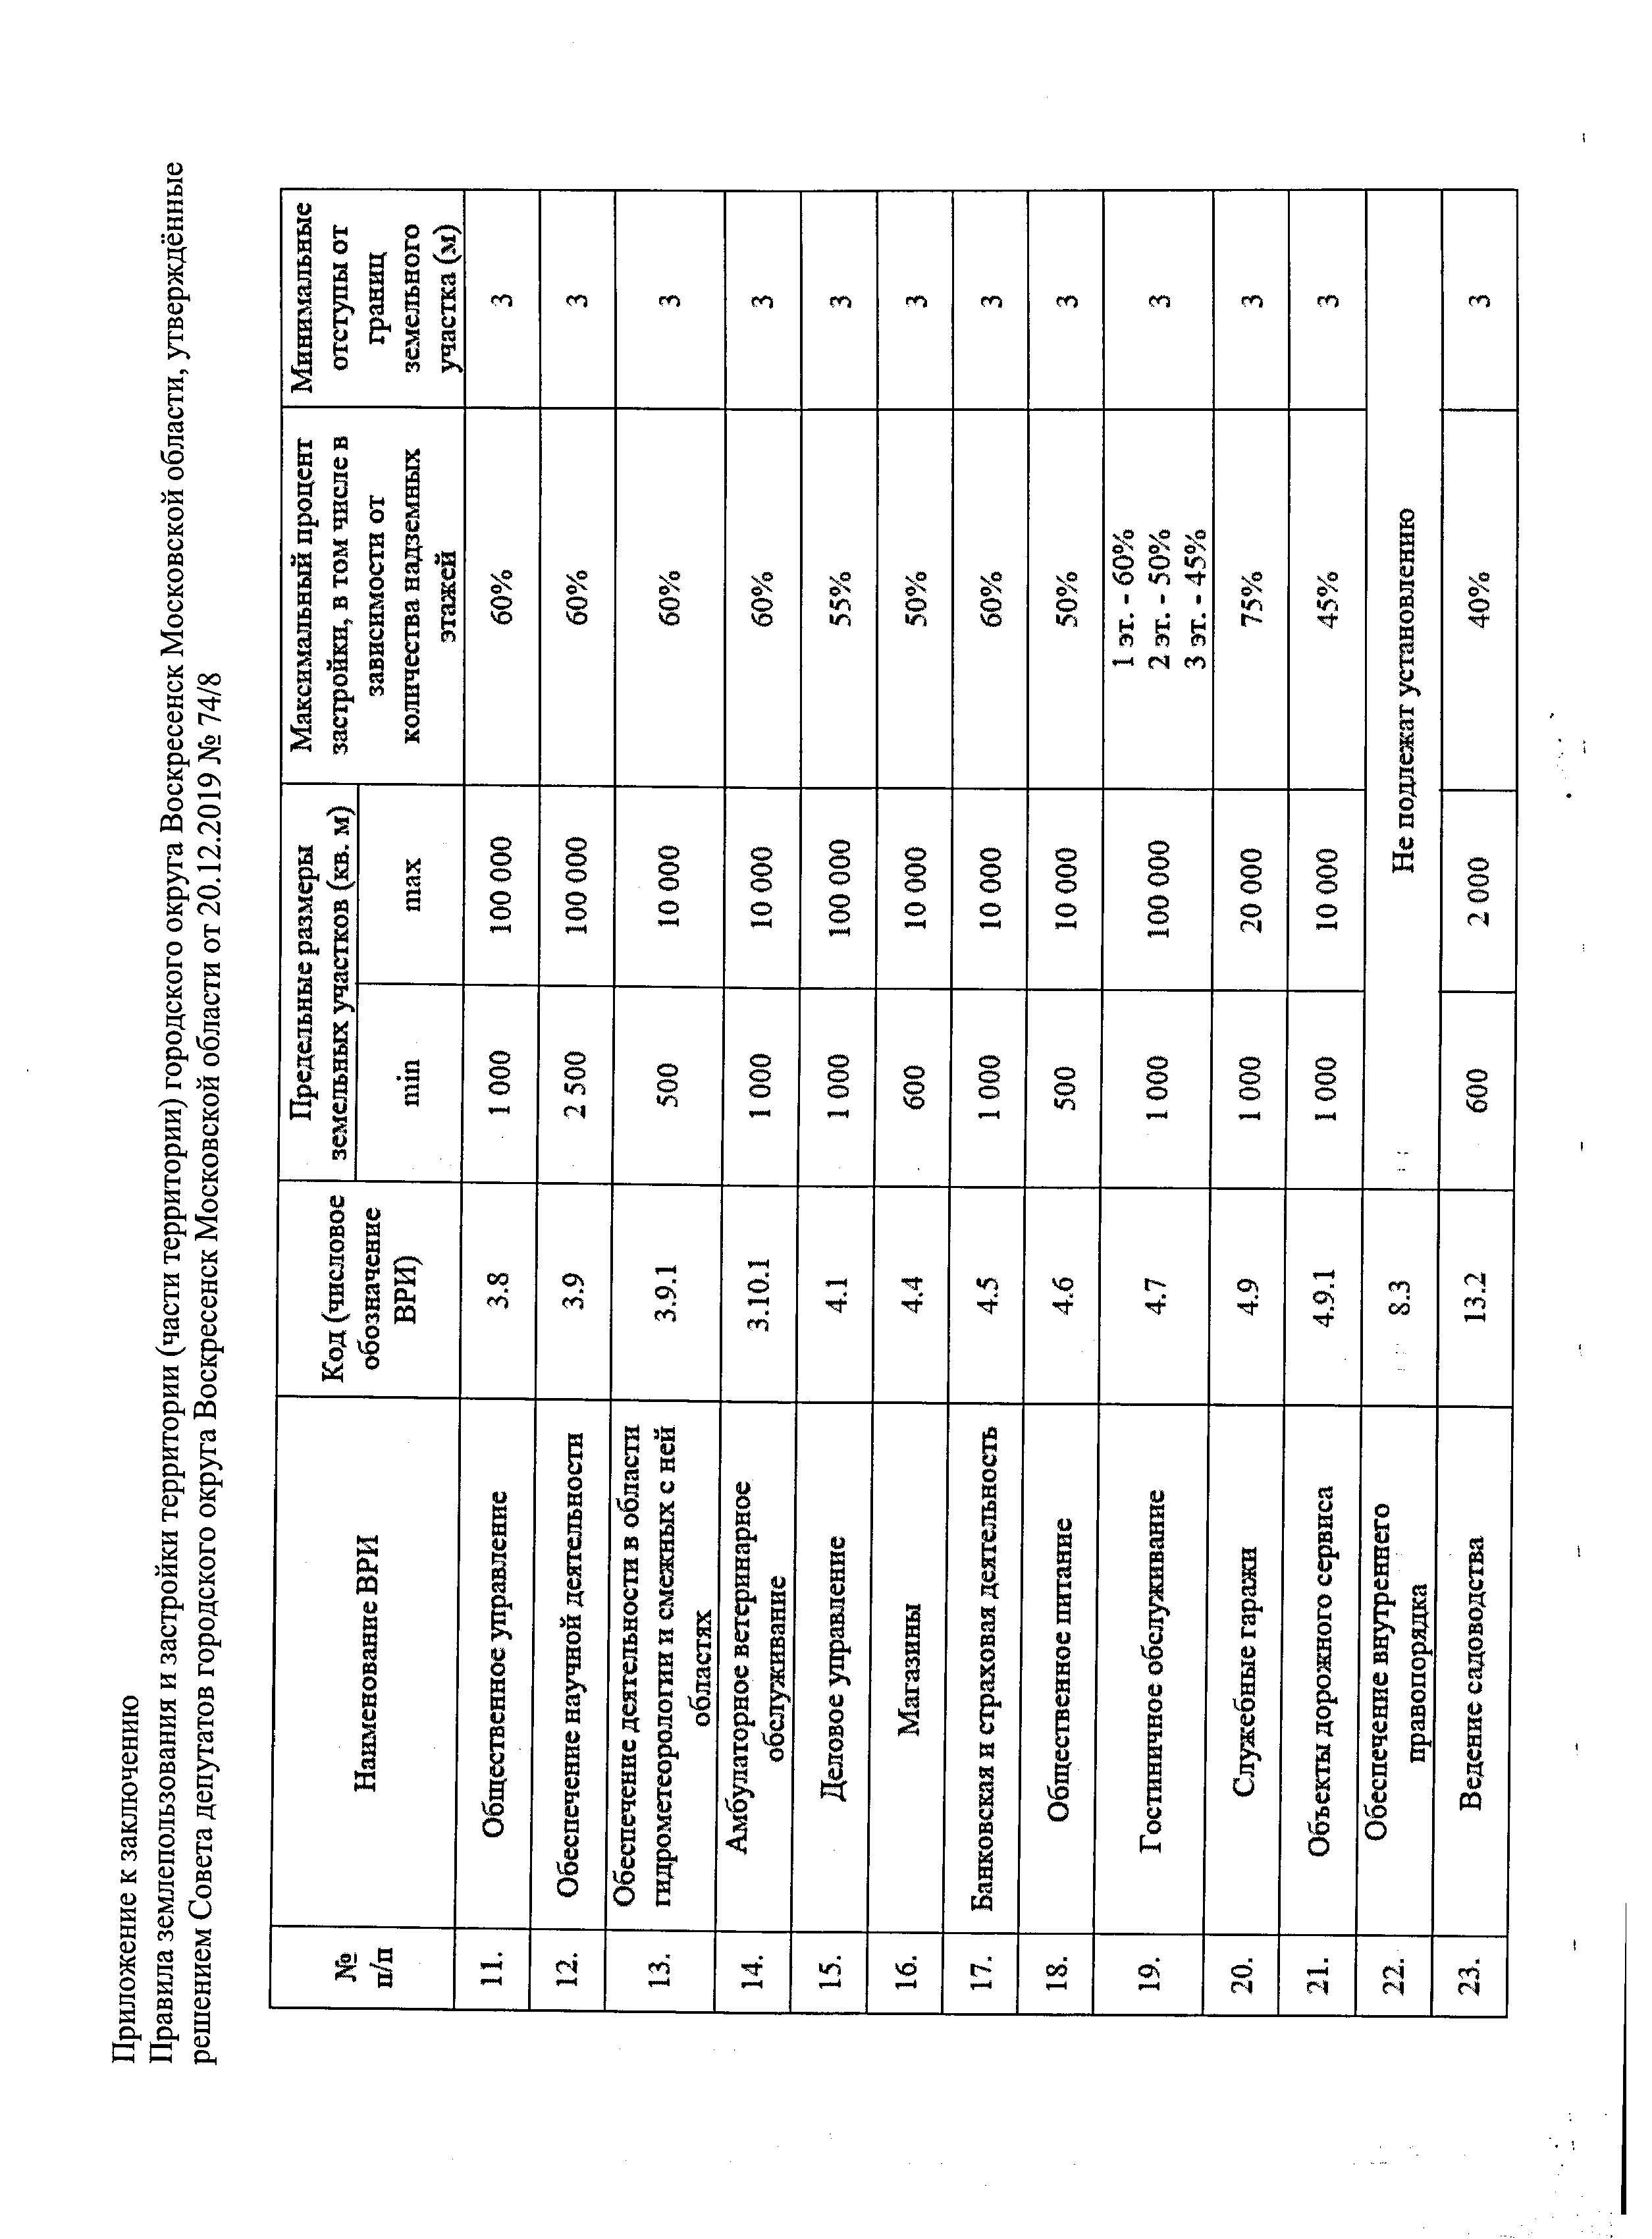 Приложение к заключению
Правила землепользования и застройки территории (части территории) городского округа Воскресенск Московской области, утверждённые
решением Совета депутатов городского округа Воскресенск Московской области от 20.12.2019 № 74/8
№
п/п
Наименование ВРИ
Код (числовое
обозначение
ВРИ)
Предельные размеры
земельных участков (кв. м)
min
max
Максимальный процент
застройки, в том числе в
зависимости от
количества надземных
этажей
Минимальные
отступы от
границ
земельного
участка (м)
11. Общественное управление 3.8 1 000 100 000 60% 3
12. Обеспечение научной деятельности 3.9 2 500 100 000 60% 3
13. Обеспечение деятельности в области
гидрометеорологии и смежных с ней
областях
3.9.1 500 10 000 60% 3
14. Амбулаторное ветеринарное
обслуживание
3.10.1 1 000 10 000 60% 3
15. Деловое управление 4.1 1 000 100 000 55% 3
16. Магазины 4.4 600 10 000 50% 3
17. Банковская и страховая деятельность 4.5 1 000 10 000 60% 3
18. Общественное питание 4.6 500 10 000 50% 3
19. Гостиничное обслуживание 4.7 1 000 100 000
1 эт. - 60%
2 эт. - 50%
3 эт. - 45%
3
20. Служебные гаражи 4.9 1 000 20 000 75% 3
21. Объекты дорожного сервиса 4.9.1 1 000 10 000 45% 3
22. Обеспечение внутреннего
правопорядка
8.3 Не подлежат установлению
23. Ведение садоводства 13.2 600 2 000 40% 3